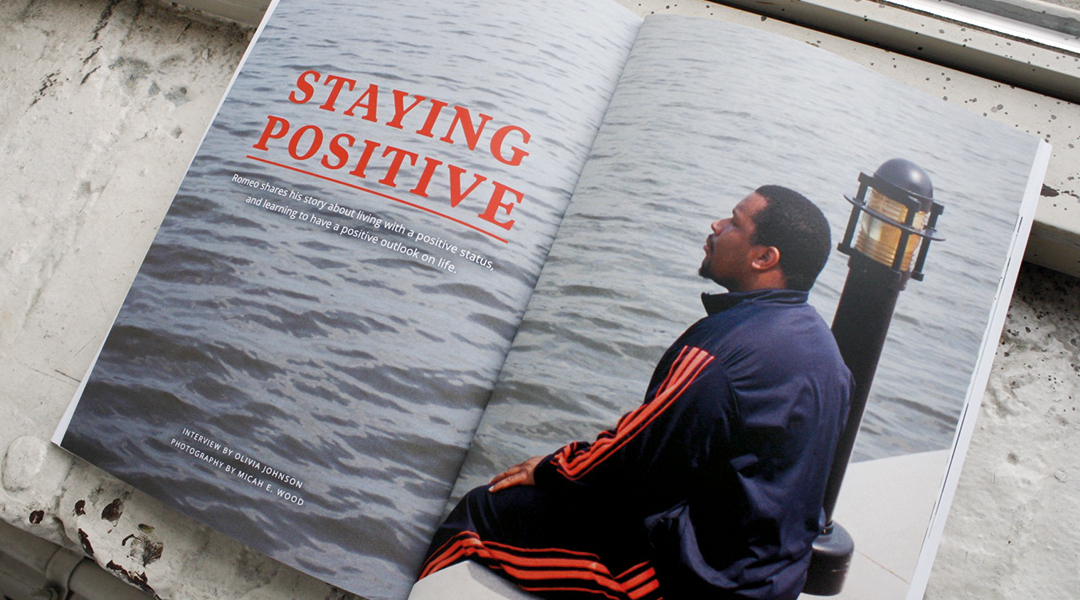 STAYING
POSITIVE
Romeo shares his story about living with a positive status,
and learning to have a positive outlook on life.
INTERVIEW BY OLIVIA JOHNSON
PHOTOGRAPHY BY MICAH E. WOOD